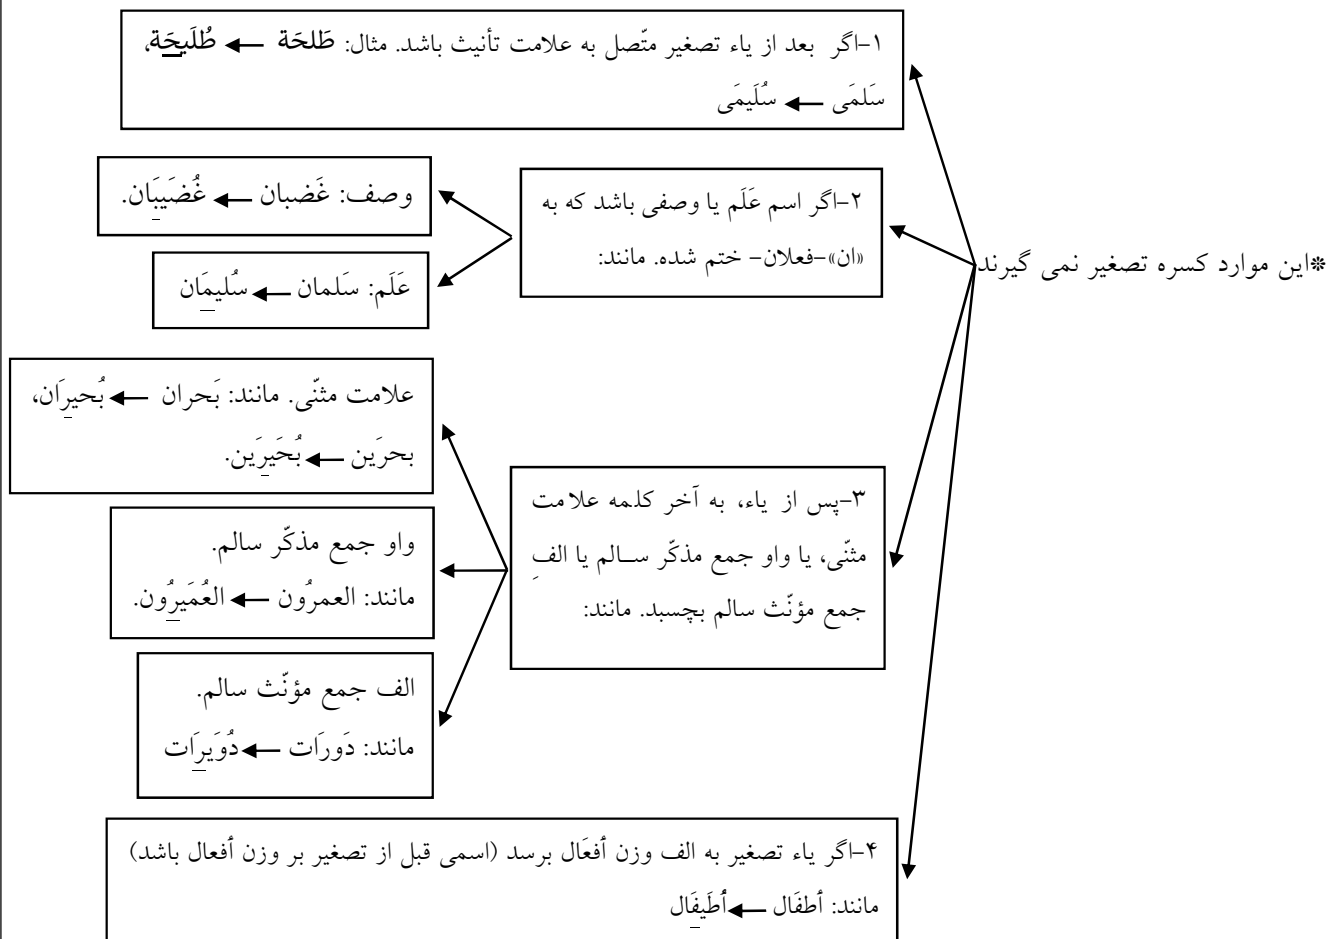 *این موارد کسره تصغیر نمی گیرند
۱-اگر بعد از یاء تصغیر متّصل به علامت تأنیث باشد. مثال: طَلحَة ← طُلَیحَة،
سَلمَی ← سُلَیمَی
۲-اگر اسم عَلَم یا وصفی باشد که به
«ان»-فعلان- ختم شده. مانند:
وصف: غَضبان ← غُضَیبَان.
عَلَم: سَلمان ← سُلیمَان
۳-پس از یاء، به آخر کلمه علامت
مثنّی، یا واو جمع مذکّر سـالم یا الفِ
جمع مؤنّث سالم بچسبد. مانند:
علامت مثنّی. مانند: بَحران ← بُحیرَان،
بحرَین ← بُحَیرَین.
واو جمع مذکّر سالم.
مانند: العمرُون ← العُمَیرُون.
الف جمع مؤنّث سالم.
مانند: دَورَات ← دُوَیرَات
۴-اگر یاء تصغیر به الف وزن أفعَال برسد (اسمی قبل از تصغیر بر وزن أفعال باشد)
مانند: أطفَال ← أُطَیفَال